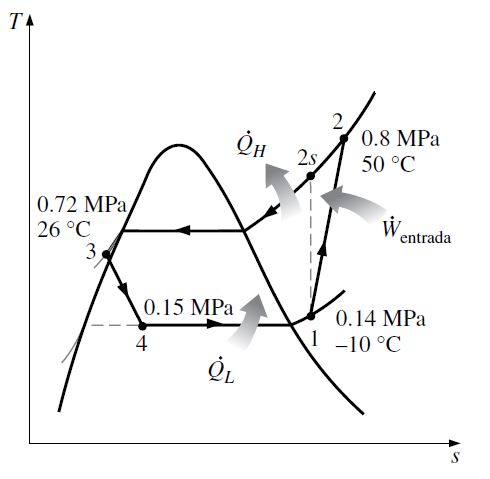 T
2
Q̇H
2s
0.8 MPa
50 °C
0.72 MPa
26 °C
3
Ẇentrada
0.15 MPa
4
1
0.14 MPa
–10 °C
Q̇L
s